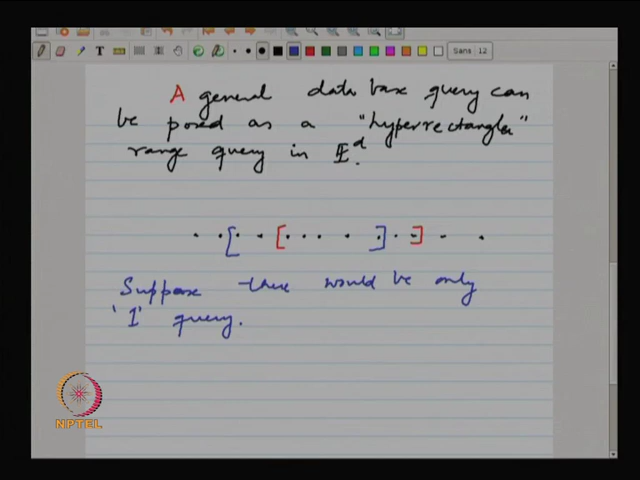 Sans 12
A general data base query can
be posed as a "hyperrectangle"
range query in E^d.
Suppose there would be only
'1' query.
NPTEL